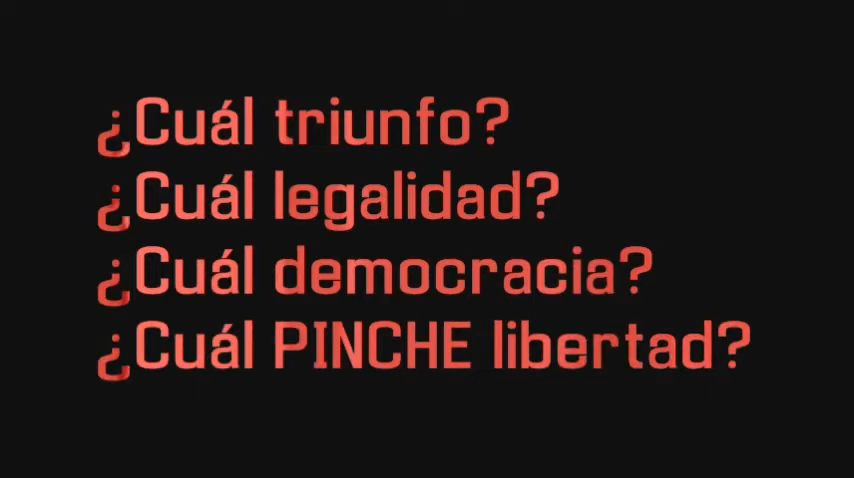 ¿Cuál triunfo?
¿Cuál legalidad?
¿Cuál democracia?
¿Cuál PINCHE libertad?